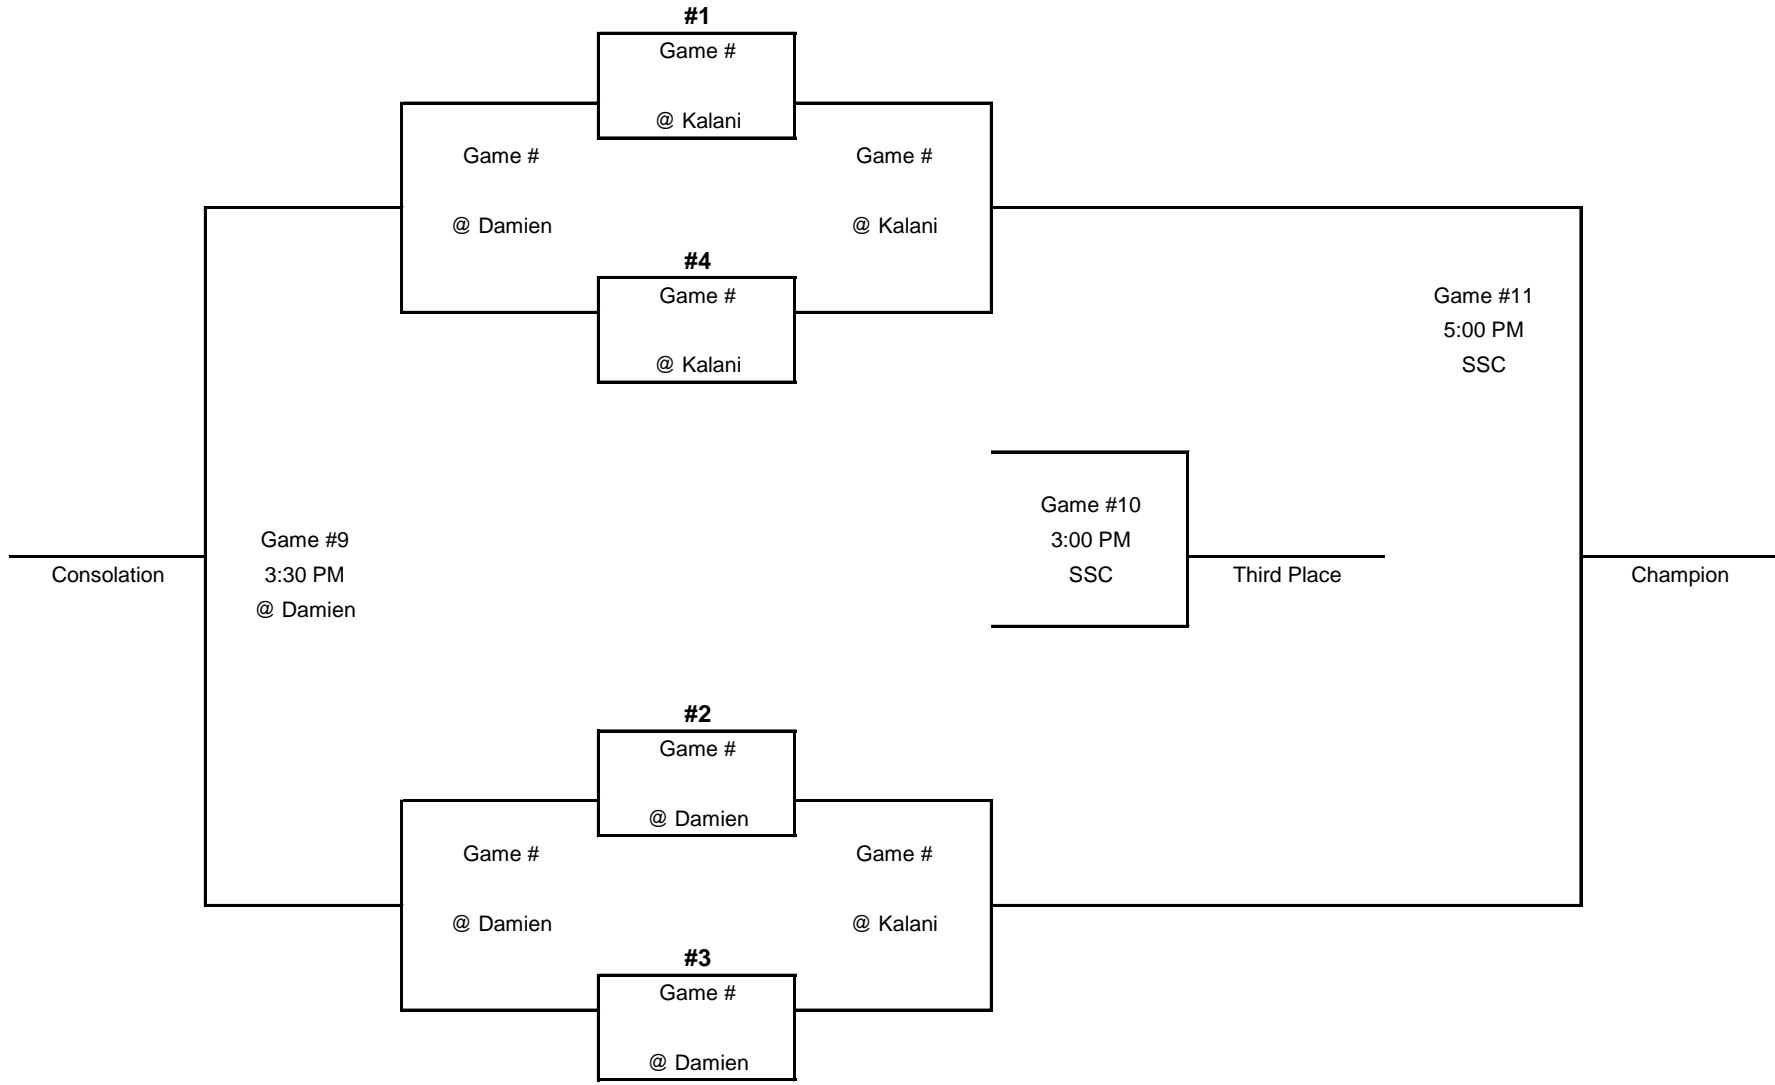 #1
Game #
@ Kalani
Game #
Game #
@ Damien
@ Kalani
#4
Game #
Game #11
5:00 PM
@ Kalani
SSC
Game #10
Game #9
3:00 PM
Consolation
3:30 PM
SSC
Third Place
Champion
@ Damien
#2
Game #
@ Damien
Game #
Game #
@ Damien
@ Kalani
#3
Game #
@ Damien